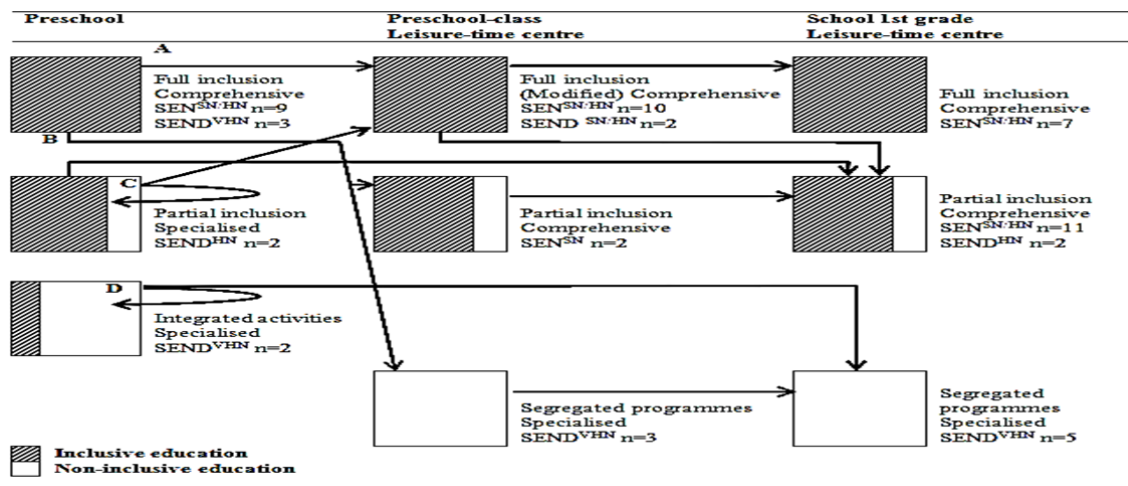 Preschool
Preschool-class
Leisure-time centre
School 1st grade
Leisure-time centre
A
Full inclusion
Comprehensive
SEN^SN/HN n=9
SEND^VHN n=3
Full inclusion
(Modified) Comprehensive
SEN^SN/HN n=10
SEND ^SN/HN n=2
Full inclusion
Comprehensive
SEN^SN/HN n=7
B
C
Partial inclusion
Specialised
SEND^HN n=2
Partial inclusion
Comprehensive
SEN^SN n=2
Partial inclusion
Comprehensive
SEN^SN/HN n=11
SEND^HN n=2
D
Integrated activities
Specialised
SEND^VHN n=2
Segregated programmes
Specialised
SEND^VHN n=3
Segregated
programmes
Specialised
SEND^VHN n=5
Inclusive education
Non-inclusive education